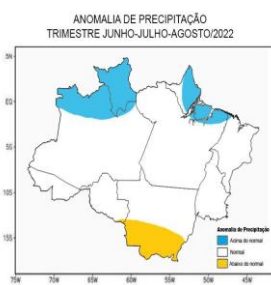 ANOMALIA DE PRECIPITAÇÃO
TRIMESTRE JUNHO-JULHO-AGOSTO/2022
5N
E0
5S
10S
15S
Anomalia de Precipitação
Acima do normal
Normal
Abaixo do normal
75W
70W
65W
60W
55W
50W
45W